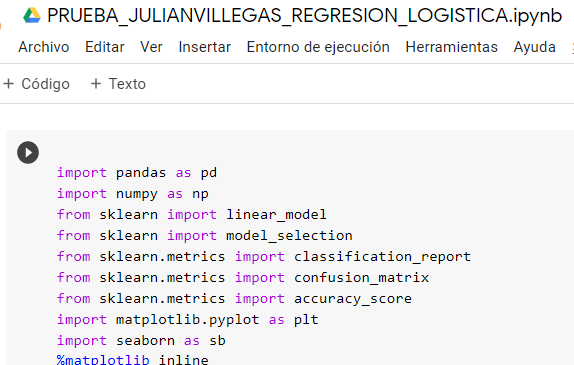 PRUEBA_JULIANVILLEGAS_REGRESION_LOGISTICA.ipynb
Archivo Editar Ver Insertar Entorno de ejecución Herramientas Ayuda
+ Código + Texto
import pandas as pd
import numpy as np
from sklearn import linear_model
from sklearn import model_selection
from sklearn.metrics import classification_report
from sklearn.metrics import confusion_matrix
from sklearn.metrics import accuracy_score
import matplotlib.pyplot as plt
import seaborn as sb
%matplotlib inline